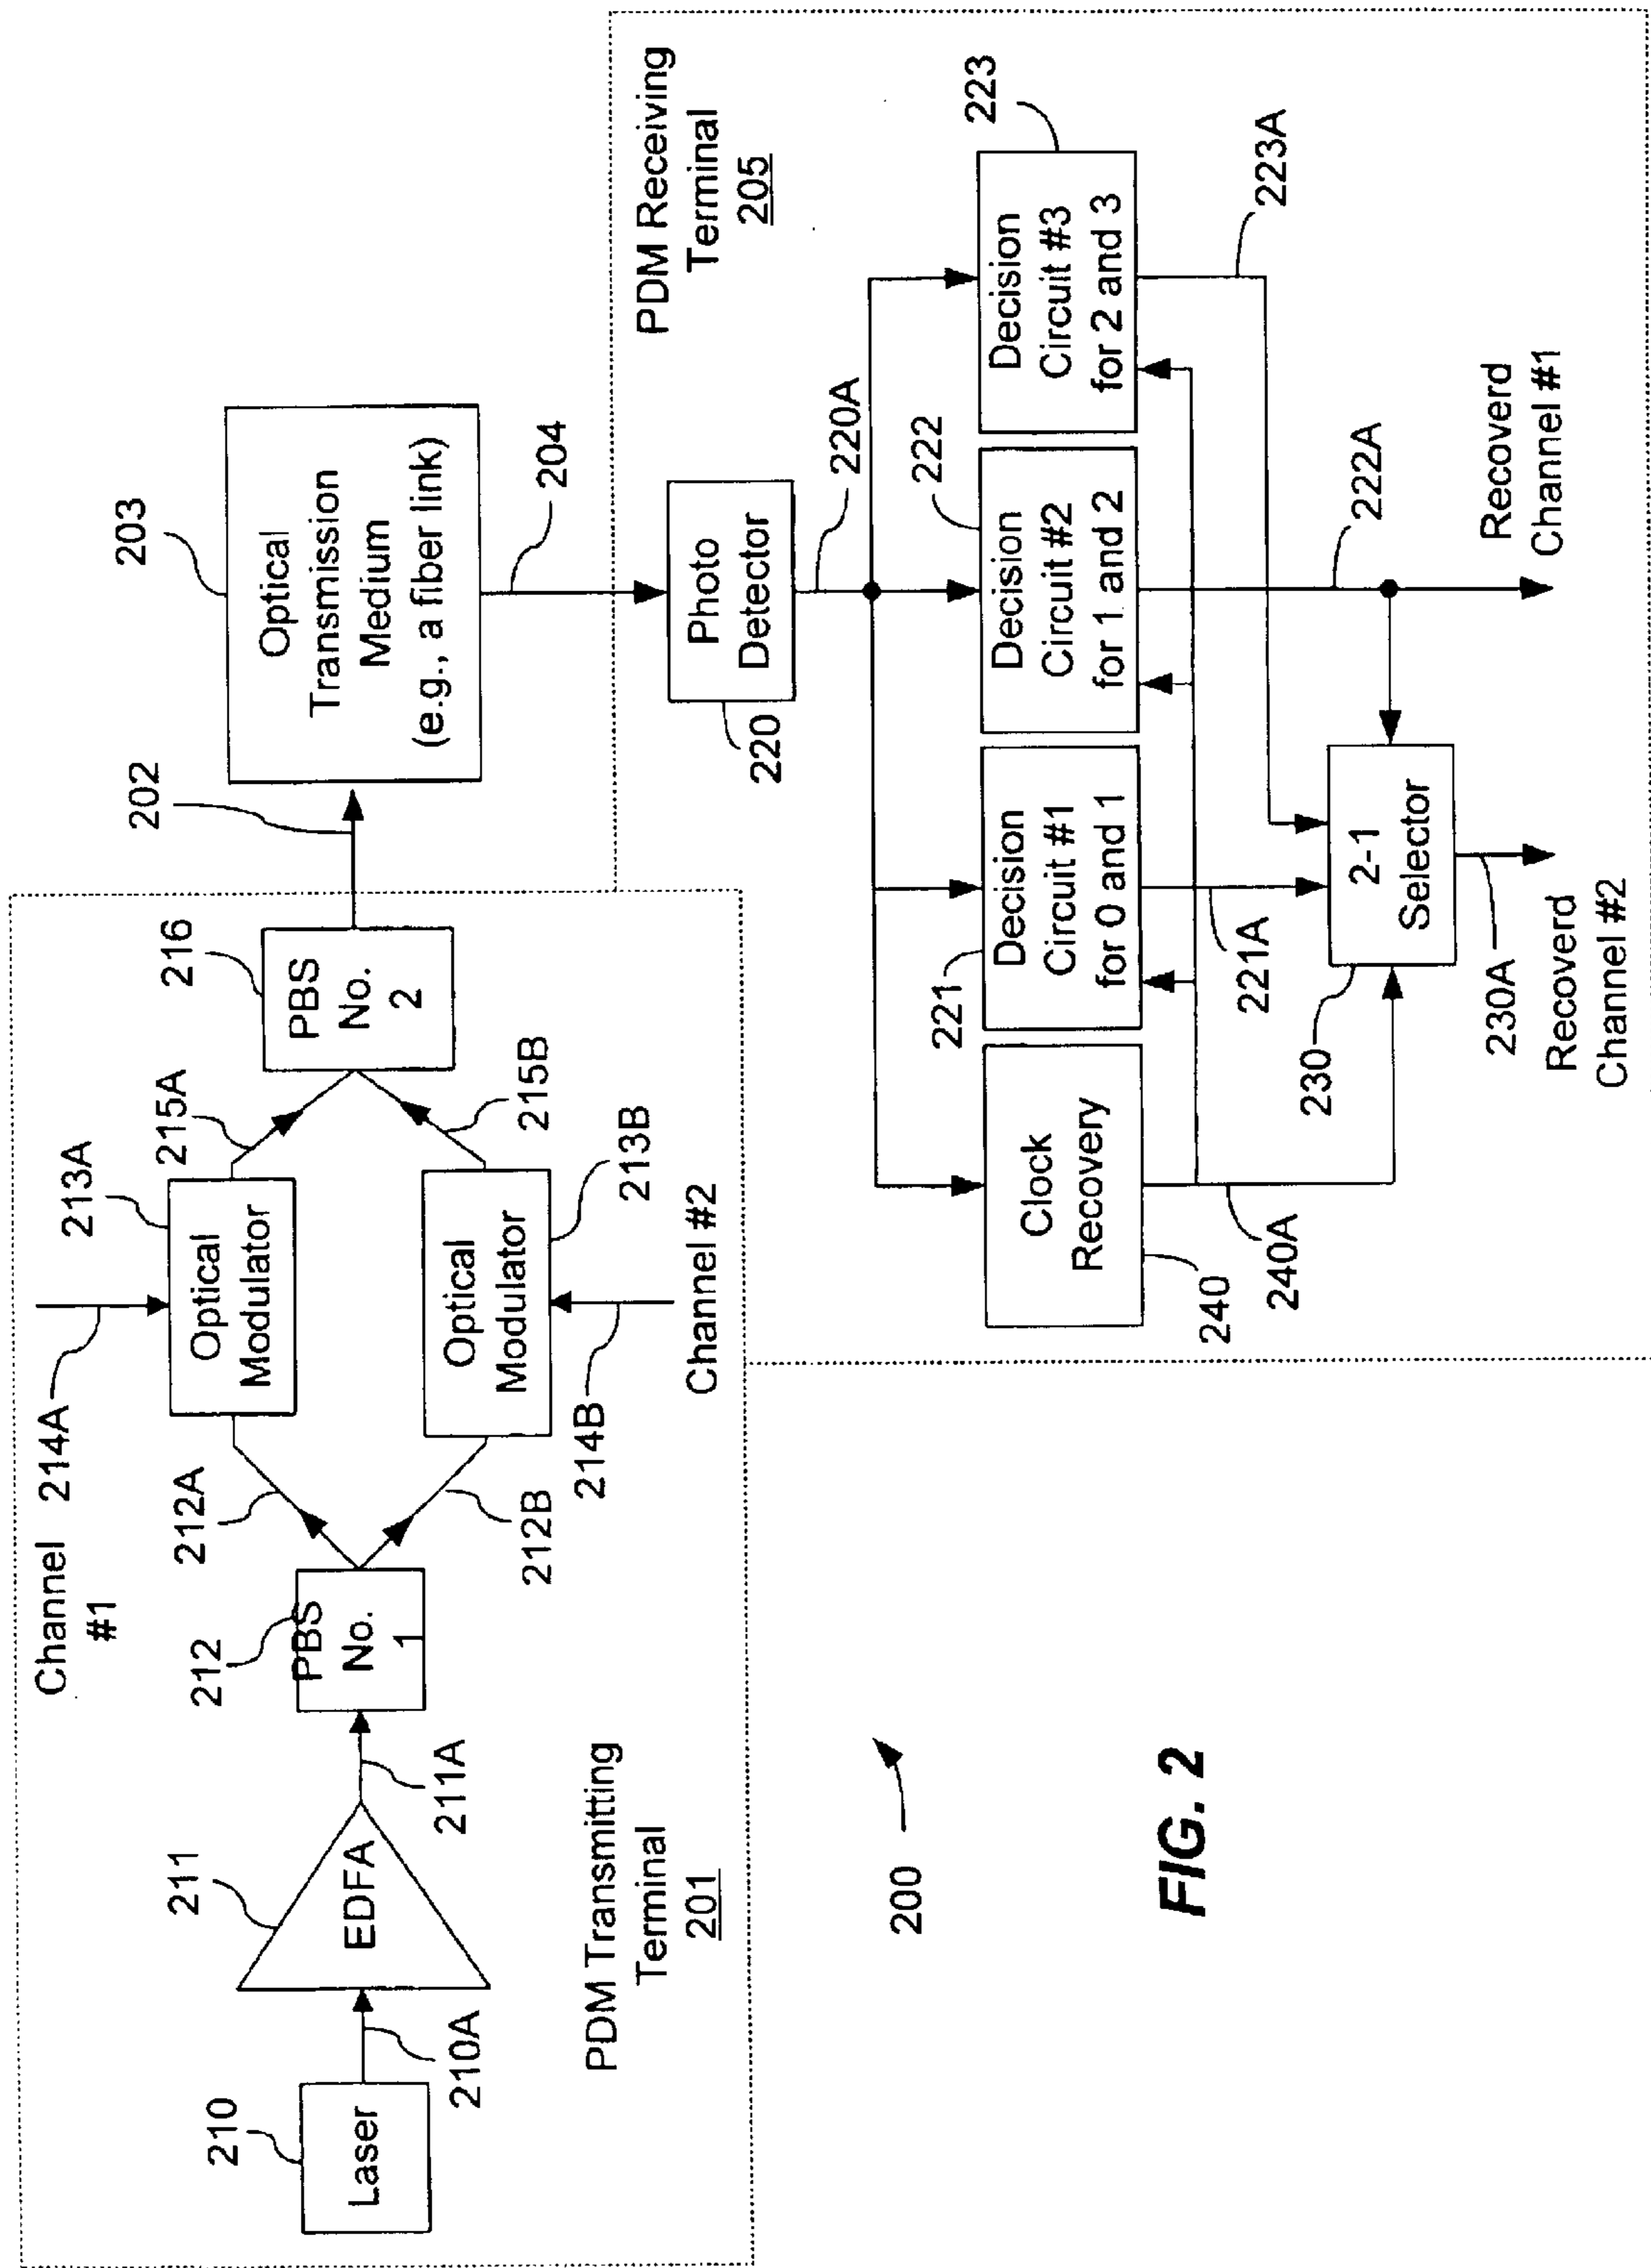 Channel
#1
214A
213A
212A
215A
212
216
202
203
211
210
Laser
EDFA
PBS
No.
1
Optical
Modulator
Optical
Modulator
PBS
No.
2
Optical
Transmission
Medium
(e.g., a fiber link)
210A
211A
212B
215B
213B
214B
Channel #2
204
PDM Transmitting
Terminal
201
PDM Receiving
Terminal
205
Photo
Detector
220
220A
221
222
223
Clock
Recovery
Decision
Circuit #1
for 0 and 1
Decision
Circuit #2
for 1 and 2
Decision
Circuit #3
for 2 and 3
240
240A
221A
222A
223A
230
2-1
Selector
230A
Recoverd
Channel #2
Recoverd
Channel #1
200
FIG. 2